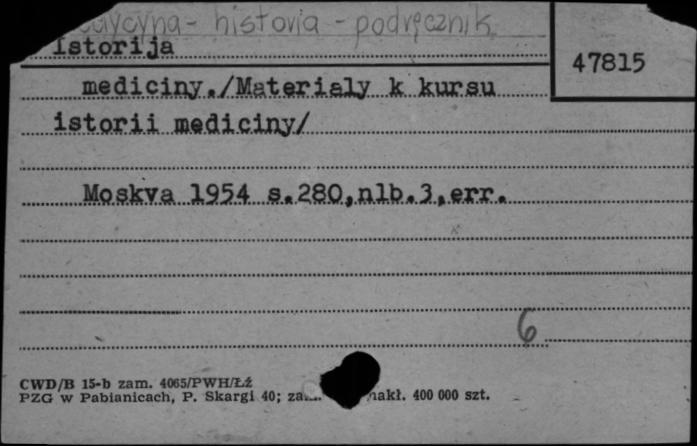 historia - podręcznik
Istorija
47815
mediciny./Materialy k kursu
istorii mediciny/
Moskva 1954 s.280,nlb.3,err.
6
CWD/B 15-b zam. 4065/PWH/Łź
PZG w Pabianicach, P. Skargi 40; nakł. 400 000 szt.